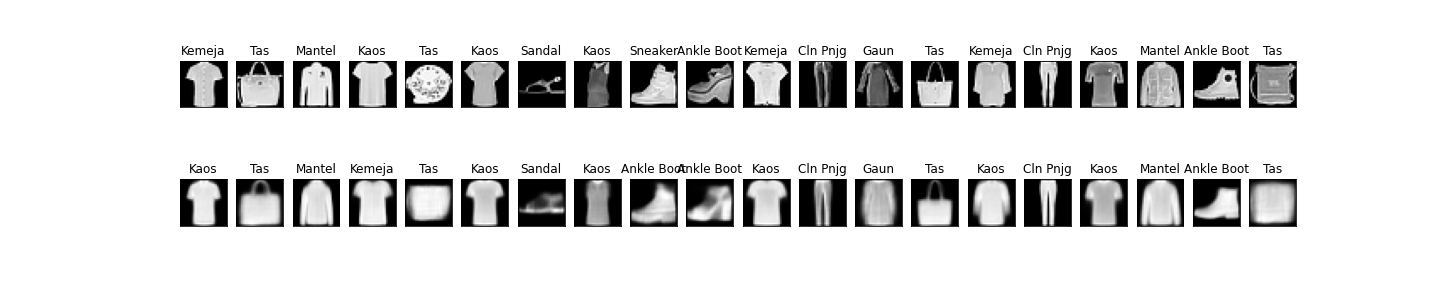 Kemeja Tas Mantel Kaos Tas Kaos Sandal Kaos Sneaker Ankle Boot Kemeja Cln Pnjg Gaun Tas Kemeja Cln Pnjg Kaos Mantel Ankle Boot Tas
Kaos Tas Mantel Kemeja Tas Kaos Sandal Kaos Ankle Boot Ankle Boot Kaos Cln Pnjg Gaun Tas Kaos Cln Pnjg Kaos Mantel Ankle Boot Tas